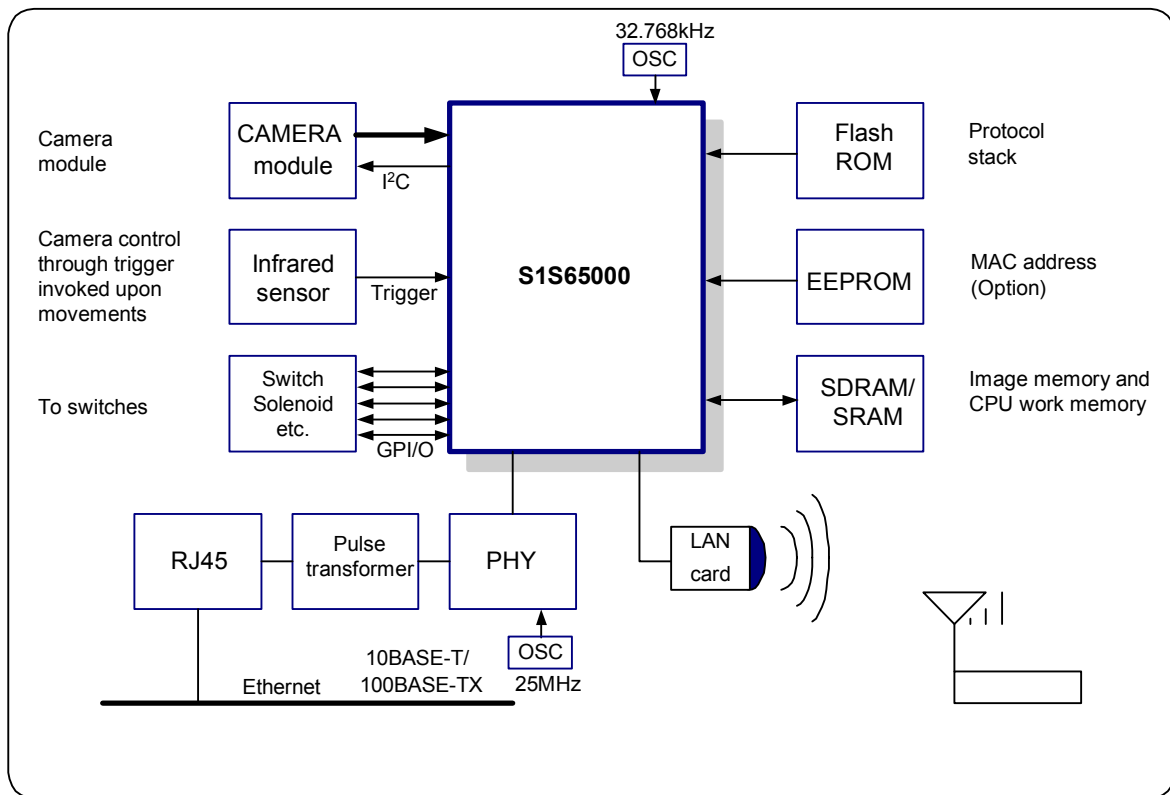 32.768kHz
OSC
Camera
module
CAMERA
module
I²C
Camera control
through trigger
invoked upon
movements
Infrared
sensor
Trigger
To switches
Switch
Solenoid
etc.
GPI/O
S1S65000
Flash
ROM
Protocol
stack
EEPROM
MAC address
(Option)
SDRAM/
SRAM
Image memory and
CPU work memory
RJ45
Pulse
transformer
PHY
LAN
card
OSC
25MHz
Ethernet
10BASE-T/
100BASE-TX